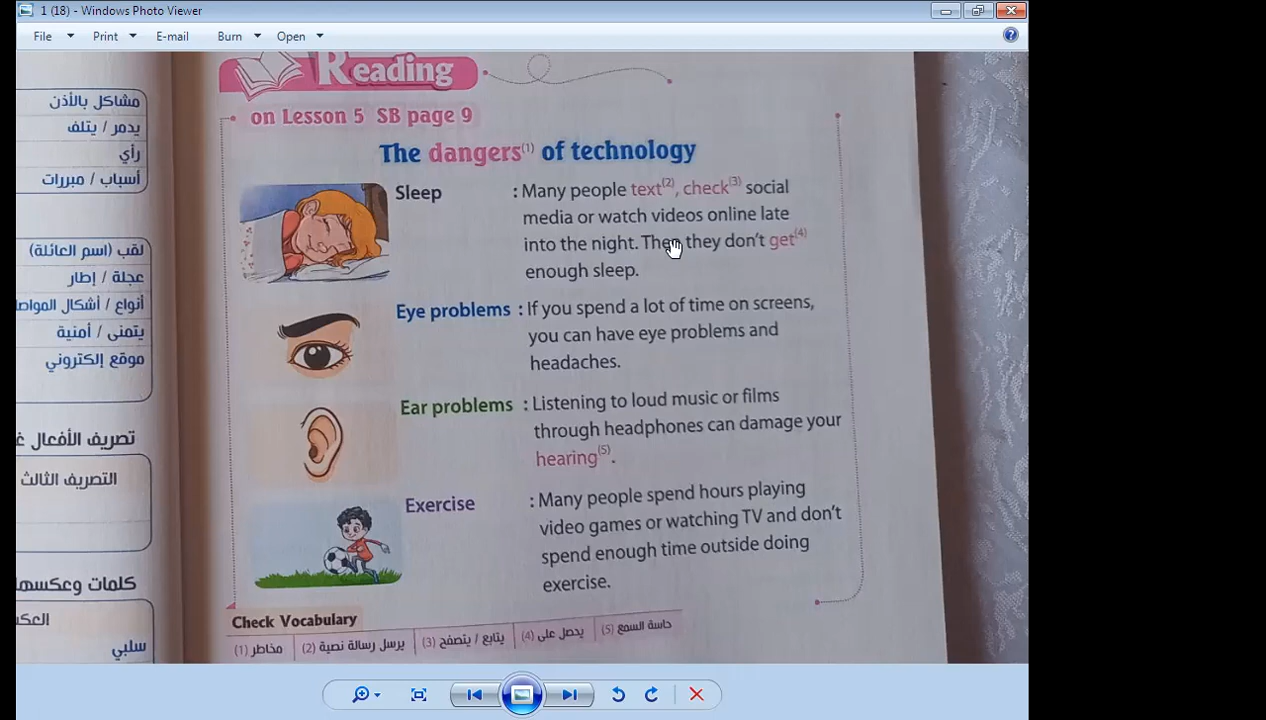 1 (18) - Windows Photo Viewer
File Print E-mail Burn Open
Reading
on Lesson 5 SB page 9
The dangers(1) of technology
Sleep : Many people text(2), check(3) social
media or watch videos online late
into the night. Then they don't get(4)
enough sleep.
Eye problems : If you spend a lot of time on screens,
you can have eye problems and
headaches.
Ear problems : Listening to loud music or films
through headphones can damage your
hearing(5).
Exercise : Many people spend hours playing
video games or watching TV and don't
spend enough time outside doing
exercise.
Check Vocabulary
(1) مخاطر (2) يرسل رسالة نصية (3) يتابع / يتصفح (4) يحصل على (5) حاسة السمع
مشاكل بالأذن
يدمر / يتلف
رأي
أسباب / مبررات
لقب (اسم العائلة)
عجلة / إطار
أنواع / أشكال
يتمنى / أمنية
موقع إلكتروني
تصريف الأفعال
التصريف الثالث
كلمات وعكسها
سلبي